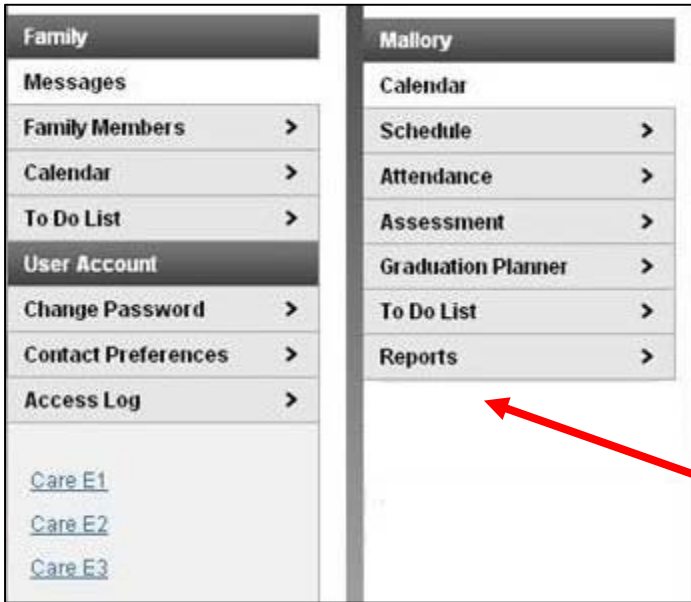 Family
Messages
Family Members
Calendar
To Do List
User Account
Change Password
Contact Preferences
Access Log
Care E1
Care E2
Care E3
Mallory
Calendar
Schedule
Attendance
Assessment
Graduation Planner
To Do List
Reports